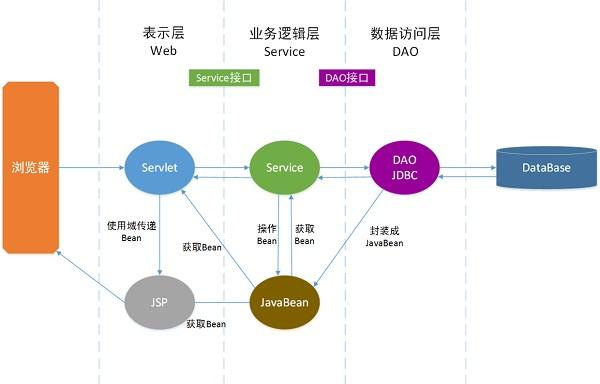 表示层
Web
业务逻辑层
Service
数据访问层
DAO
Service接口
DAO接口
浏览器
Servlet
Service
DAO
JDBC
DataBase
使用域传递
Bean
获取Bean
操作
Bean
获取
Bean
封装成
JavaBean
JSP
获取Bean
JavaBean